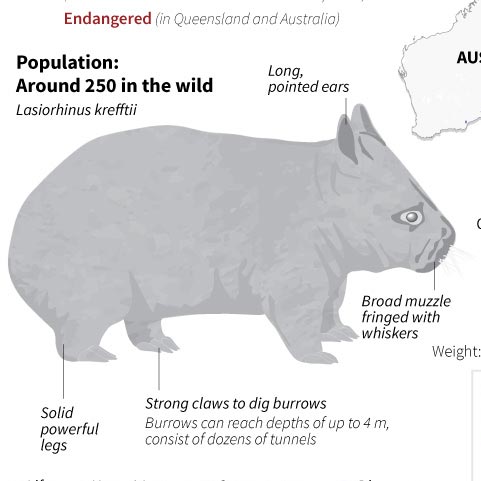 Endangered (in Queensland and Australia)
Population:
Around 250 in the wild
Lasiorhinus krefftii
Long,
pointed ears
AUS
Broad muzzle
fringed with
whiskers
Weight:
Solid
powerful
legs
Strong claws to dig burrows
Burrows can reach depths of up to 4 m,
consist of dozens of tunnels